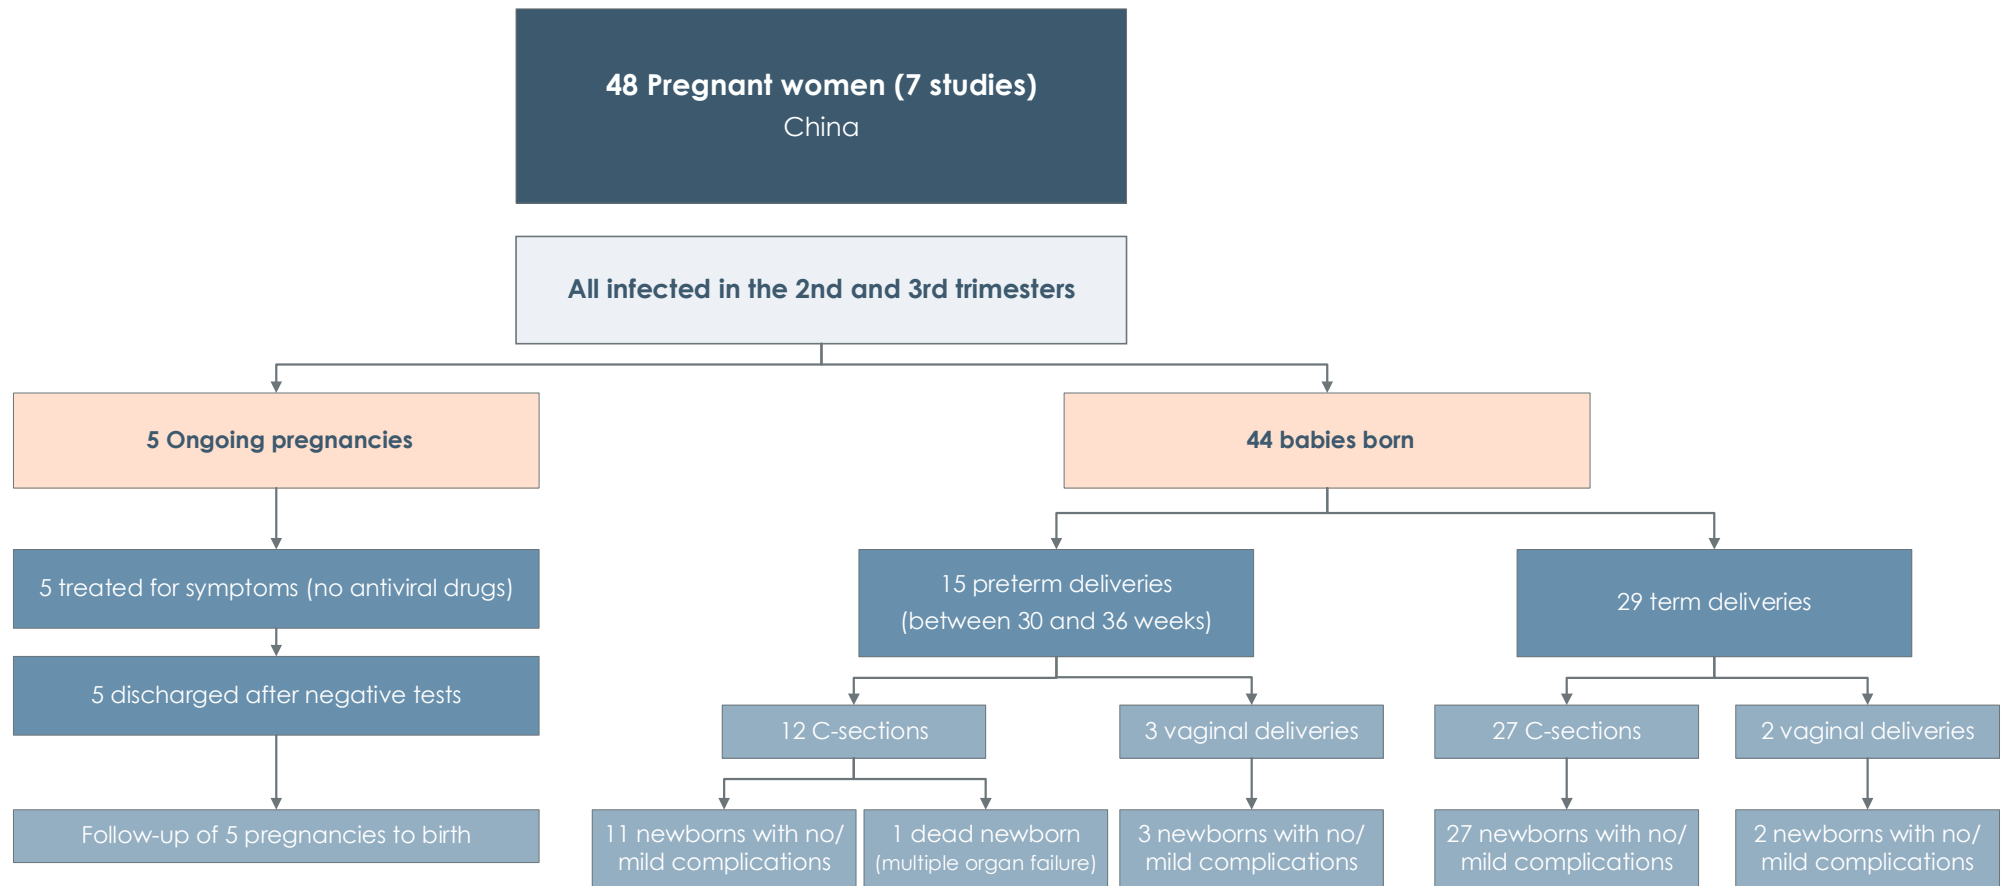 48 Pregnant women (7 studies)
China
All infected in the 2nd and 3rd trimesters
5 Ongoing pregnancies
44 babies born
5 treated for symptoms (no antiviral drugs)
15 preterm deliveries
(between 30 and 36 weeks)
29 term deliveries
5 discharged after negative tests
12 C-sections
3 vaginal deliveries
27 C-sections
2 vaginal deliveries
Follow-up of 5 pregnancies to birth
11 newborns with no/
mild complications
1 dead newborn
(multiple organ failure)
3 newborns with no/
mild complications
27 newborns with no/
mild complications
2 newborns with no/
mild complications